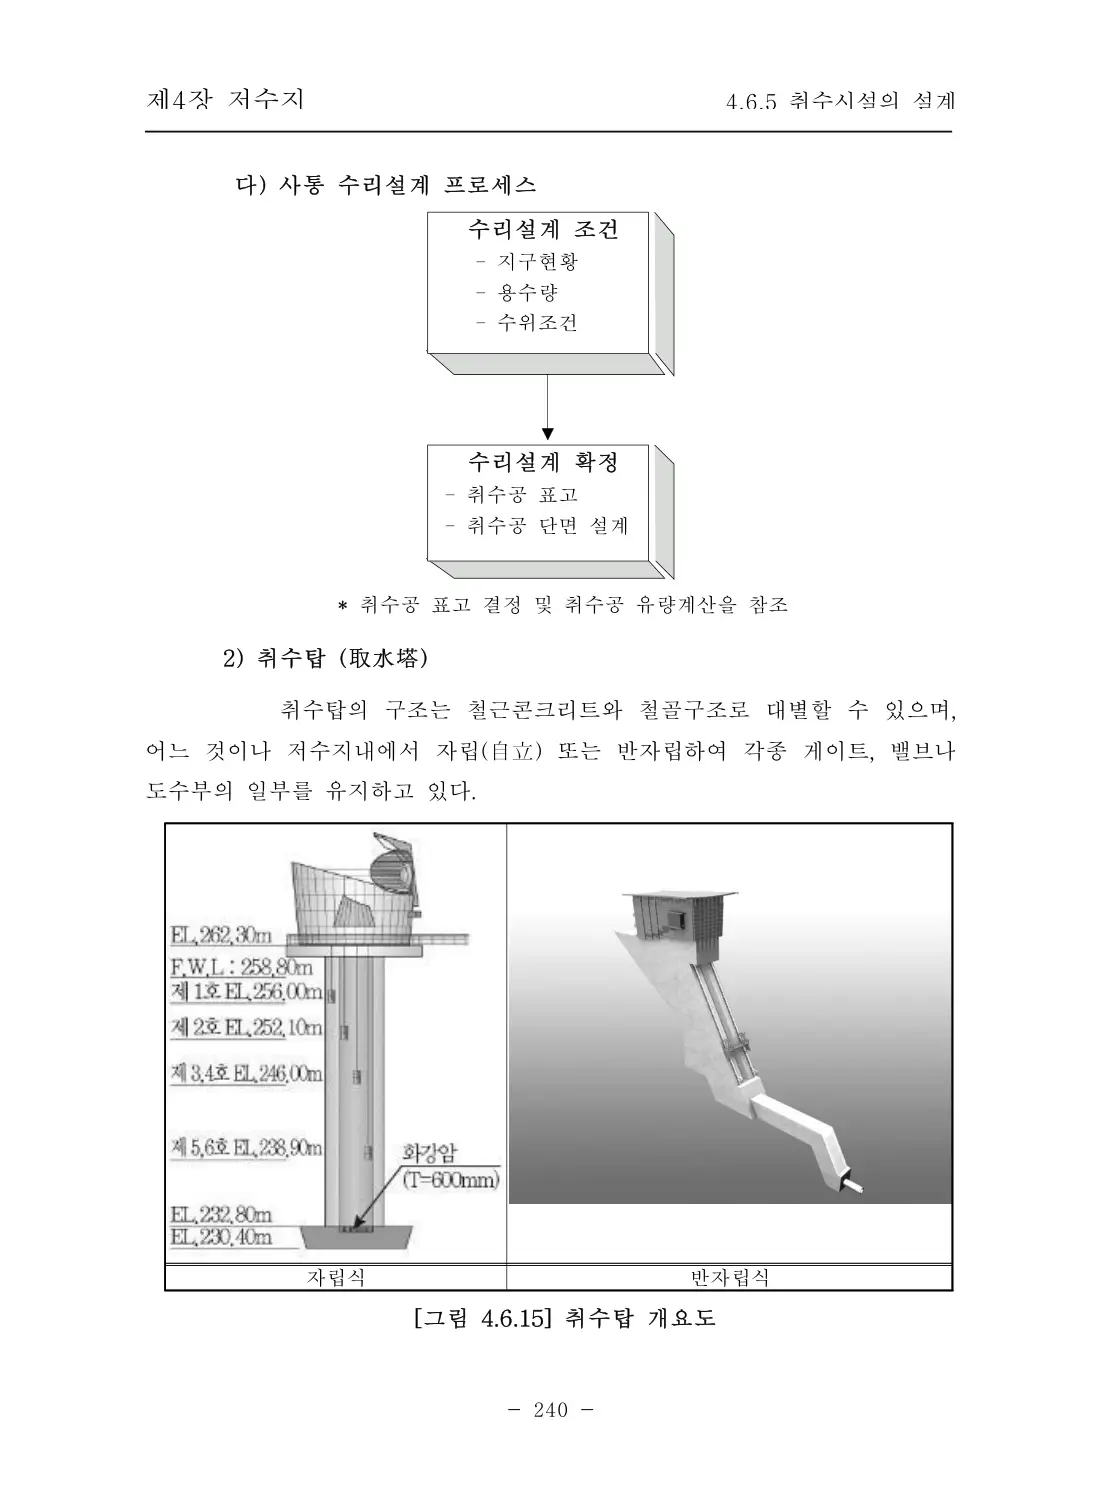 제4장 저수지
4.6.5 취수시설의 설계
다) 사통 수리설계 프로세스
수리설계 조건
- 지구현황
- 용수량
- 수위조건
수리설계 확정
- 취수공 표고
- 취수공 단면 설계
* 취수공 표고 결정 및 취수공 유량계산을 참조
2) 취수탑 (取水塔)
취수탑의 구조는 철근콘크리트와 철골구조로 대별할 수 있으며,
어느 것이나 저수지내에서 자립(自立) 또는 반자립하여 각종 게이트, 밸브나
도수부의 일부를 유지하고 있다.
EL.262.30m
F.W.L : 258.80m
제 1호 EL.256.00m
제 2호 EL.252.10m
제 3,4호 EL.246.00m
제 5,6호 EL.238.90m
화강암
(T=600mm)
EL.232.80m
EL.230.40m
자립식
반자립식
[그림 4.6.15] 취수탑 개요도
- 240 -